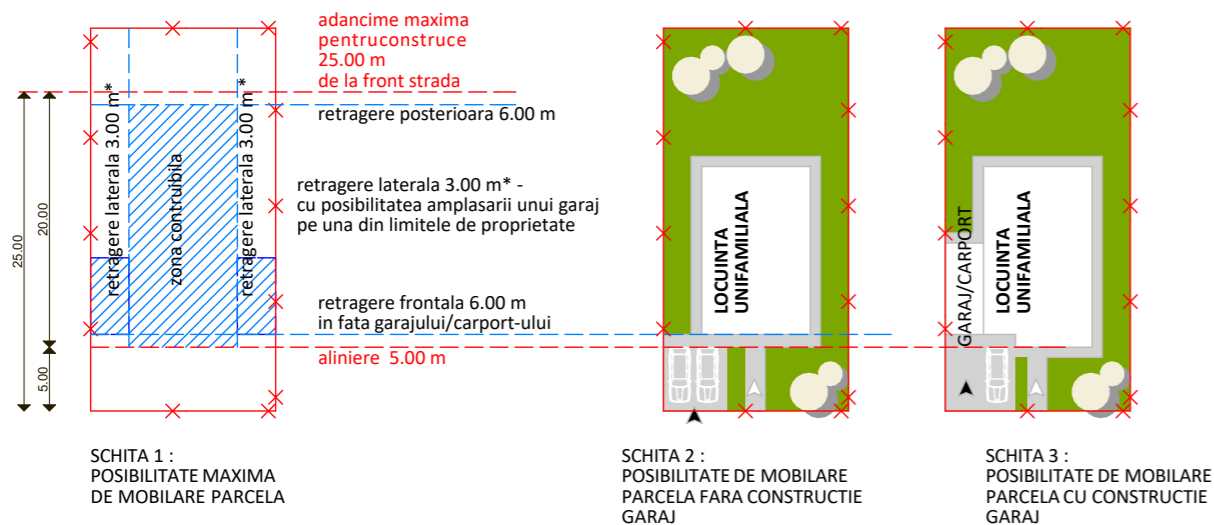 adancime maxima
pentruconstruce
25.00 m
de la front strada
retragere posterioara 6.00 m
retragere laterala 3.00 m* -
cu posibilitatea amplasarii unui garaj
pe una din limitele de proprietate
retragere frontala 6.00 m
in fata garajului/carport-ului
aliniere 5.00 m
25.00
20.00
5.00
retragere laterala 3.00 m*
zona contruibila
retragere laterala 3.00 m*
SCHITA 1 :
POSIBILITATE MAXIMA
DE MOBILARE PARCELA
LOCUINTA
UNIFAMILIALA
SCHITA 2 :
POSIBILITATE DE MOBILARE
PARCELA FARA CONSTRUCTIE
GARAJ
GARAJ/CARPORT
LOCUINTA
UNIFAMILIALA
SCHITA 3 :
POSIBILITATE DE MOBILARE
PARCELA CU CONSTRUCTIE
GARAJ